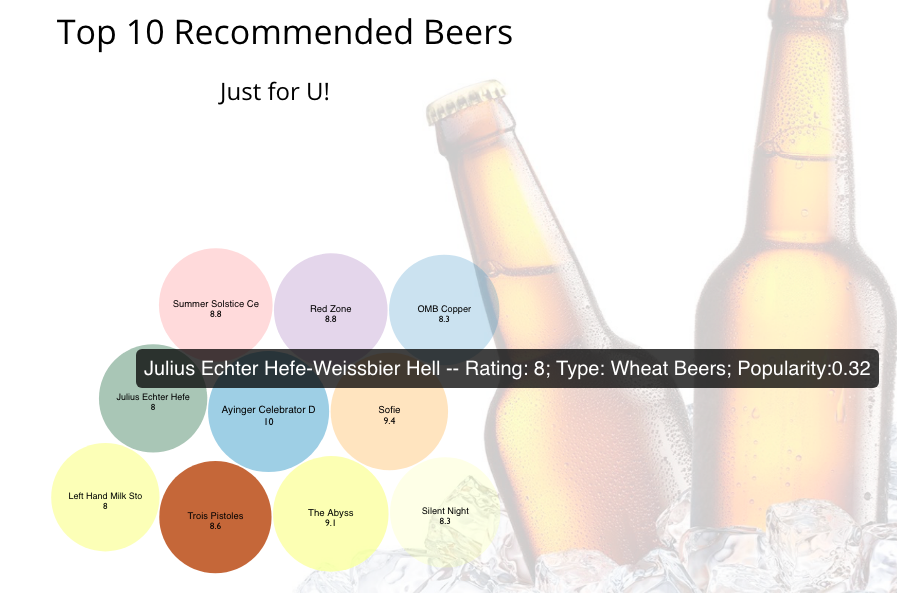 Top 10 Recommended Beers
Just for U!
Summer Solstice Ce
8.8
Red Zone
8.8
OMB Copper
8.3
Julius Echter Hefe-Weissbier Hell -- Rating: 8; Type: Wheat Beers; Popularity:0.32
Julius Echter Hefe
8
Ayinger Celebrator D
10
Sofie
9.4
Left Hand Milk Sto
8
Trois Pistoles
8.6
The Abyss
9.1
Silent Night
8.3